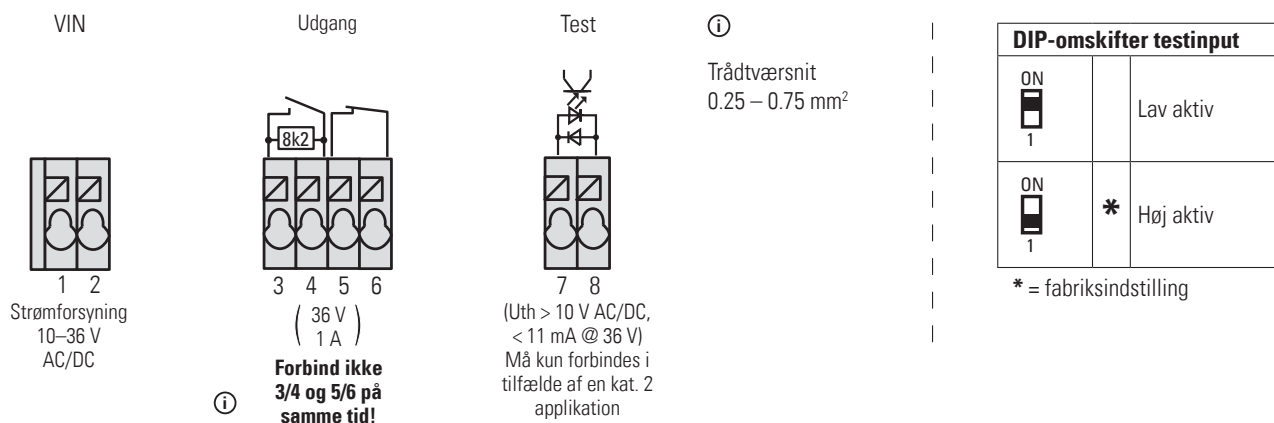 VIN
Udgang
Test
Trådtværsnit
0.25 – 0.75 mm²
8k2
1 2
Strømforsyning
10–36 V
AC/DC
3 4 5 6
( 36 V
1 A )
Forbind ikke
3/4 og 5/6 på
samme tid!
7 8
(Uth > 10 V AC/DC,
< 11 mA @ 36 V)
Må kun forbindes i
tilfælde af en kat. 2
applikation
DIP-omskifter testinput
ON
1
Lav aktiv
ON
1
* Høj aktiv
* = fabriksindstilling